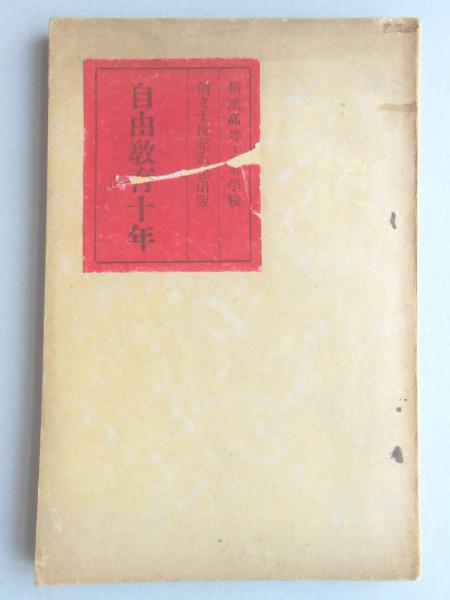 横濱高等工業學校
創立十周年記念出版
自由教育十年